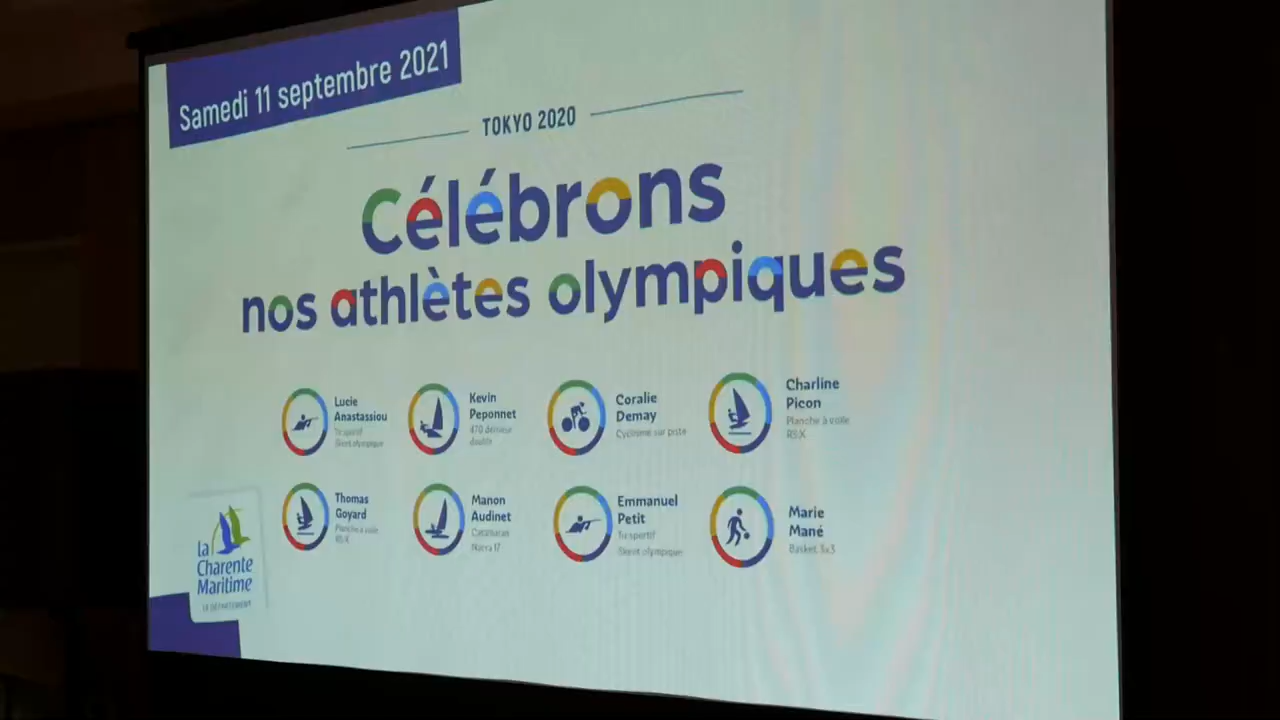 Samedi 11 septembre 2021
TOKYO 2020
Célébrons
nos athlètes olympiques
Lucie
Anastassiou
Tir sportif
Skeet olympique
Kevin
Peponnet
470 dériveur
double
Coralie
Demay
Cyclisme sur piste
Charline
Picon
Planche à voile
RS:X
Thomas
Goyard
Planche à voile
RS:X
Manon
Audinet
Catamaran
Nacra 17
Emmanuel
Petit
Tir sportif
Skeet olympique
Marie
Mané
Basket 3x3
la
Charente
Maritime
LE DÉPARTEMENT